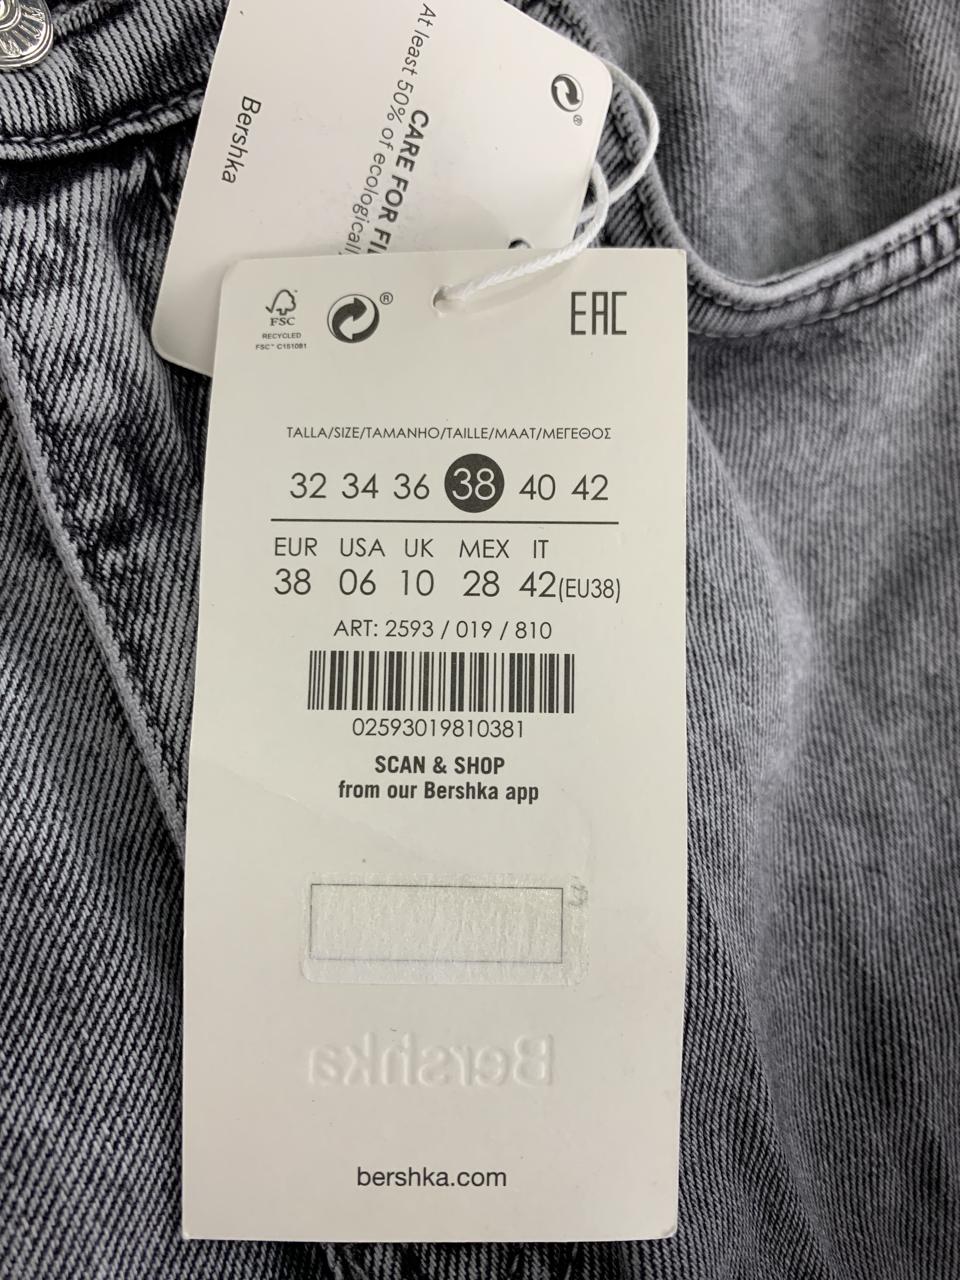 At least 50% of ecologicall
CARE FOR FI
Bershka
FSC
RECYCLED
FSC™ C151081
®
EAC
TALLA/SIZE/TAMANHO/TAILLE/MAAT/ΜΕΓΕΘΟΣ
32 34 36 38 40 42
EUR USA UK MEX IT
38 06 10 28 42(EU38)
ART: 2593 / 019 / 810
02593019810381
SCAN & SHOP
from our Bershka app
Bershka
bershka.com